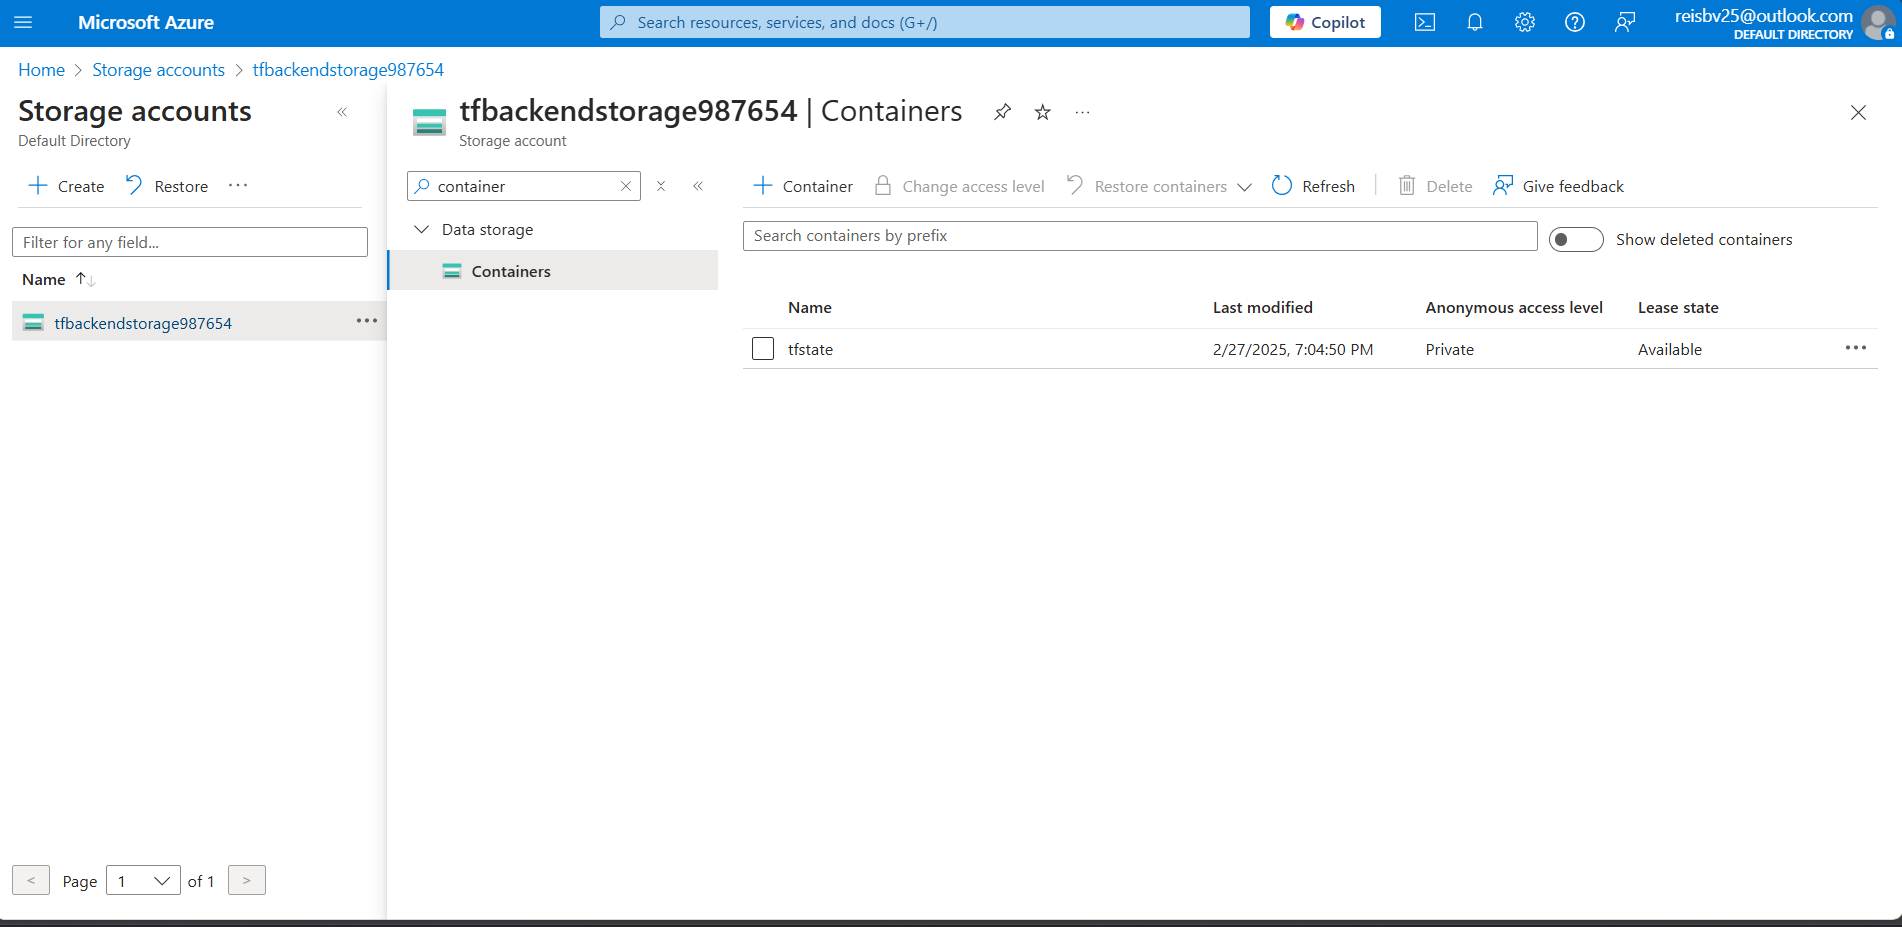 Microsoft Azure
Search resources, services, and docs (G+/)
Copilot
reisbv25@outlook.com
DEFAULT DIRECTORY
Home > Storage accounts > tfbackendstorage987654
Storage accounts
Default Directory
tfbackendstorage987654 | Containers
Storage account
Create
Restore
Filter for any field...
Name
tfbackendstorage987654
< Page 1 of 1 >
container
Data storage
Containers
Container
Change access level
Restore containers
Refresh
Delete
Give feedback
Search containers by prefix
Show deleted containers
Name Last modified Anonymous access level Lease state
tfstate 2/27/2025, 7:04:50 PM Private Available